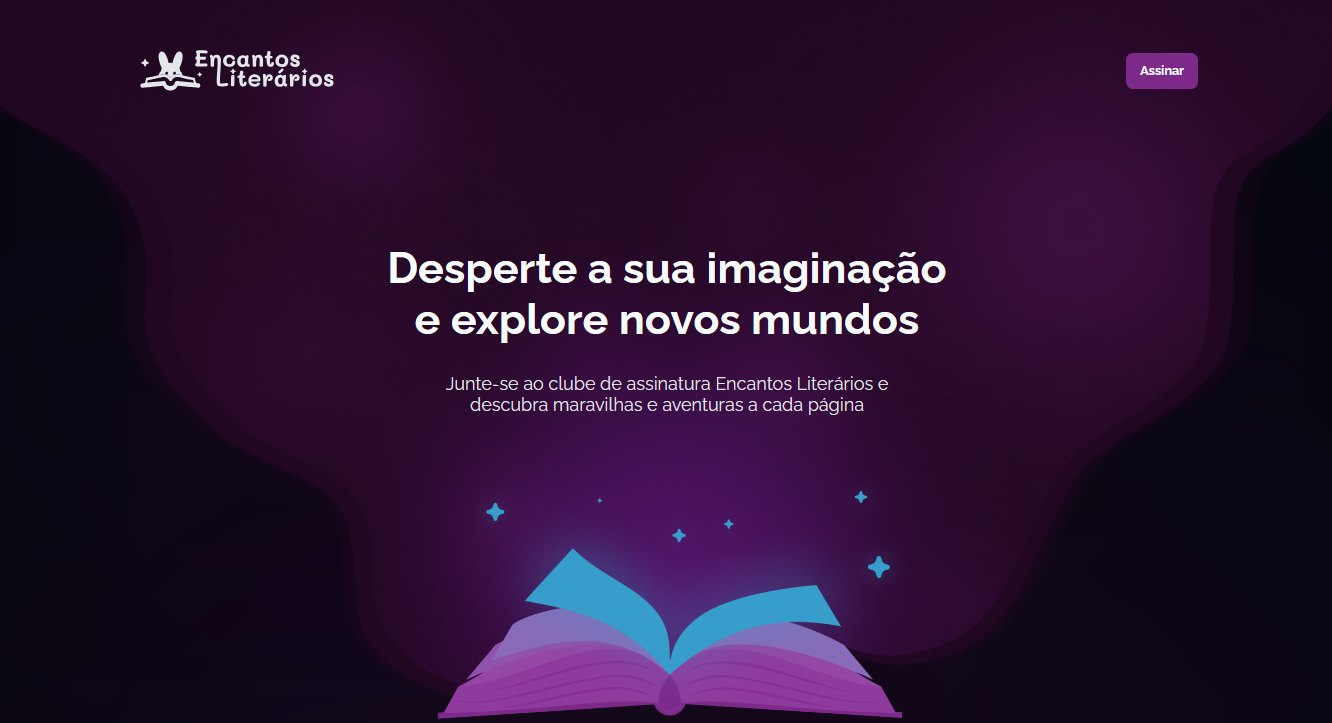 Encantos
Literários
Assinar
Desperte a sua imaginação
e explore novos mundos
Junte-se ao clube de assinatura Encantos Literários e
descubra maravilhas e aventuras a cada página